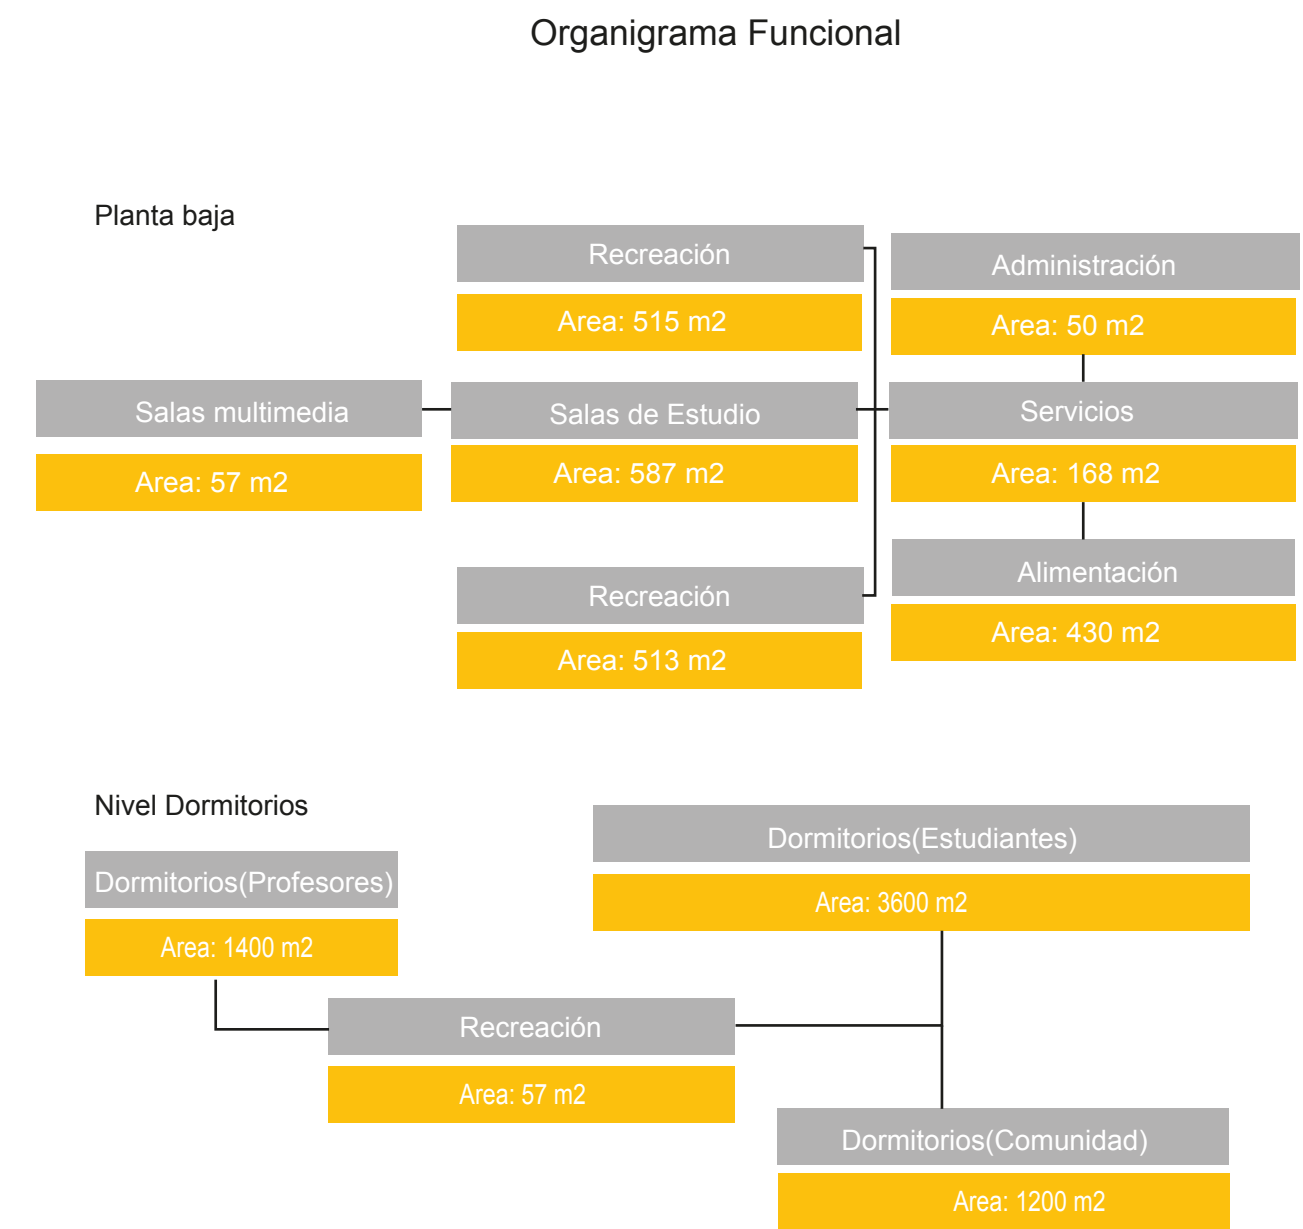 Organigrama Funcional
Planta baja
Recreación
Area: 515 m2
Administración
Area: 50 m2
Salas multimedia
Area: 57 m2
Salas de Estudio
Area: 587 m2
Servicios
Area: 168 m2
Recreación
Area: 513 m2
Alimentación
Area: 430 m2
Nivel Dormitorios
Dormitorios(Profesores)
Area: 1400 m2
Dormitorios(Estudiantes)
Area: 3600 m2
Recreación
Area: 57 m2
Dormitorios(Comunidad)
Area: 1200 m2